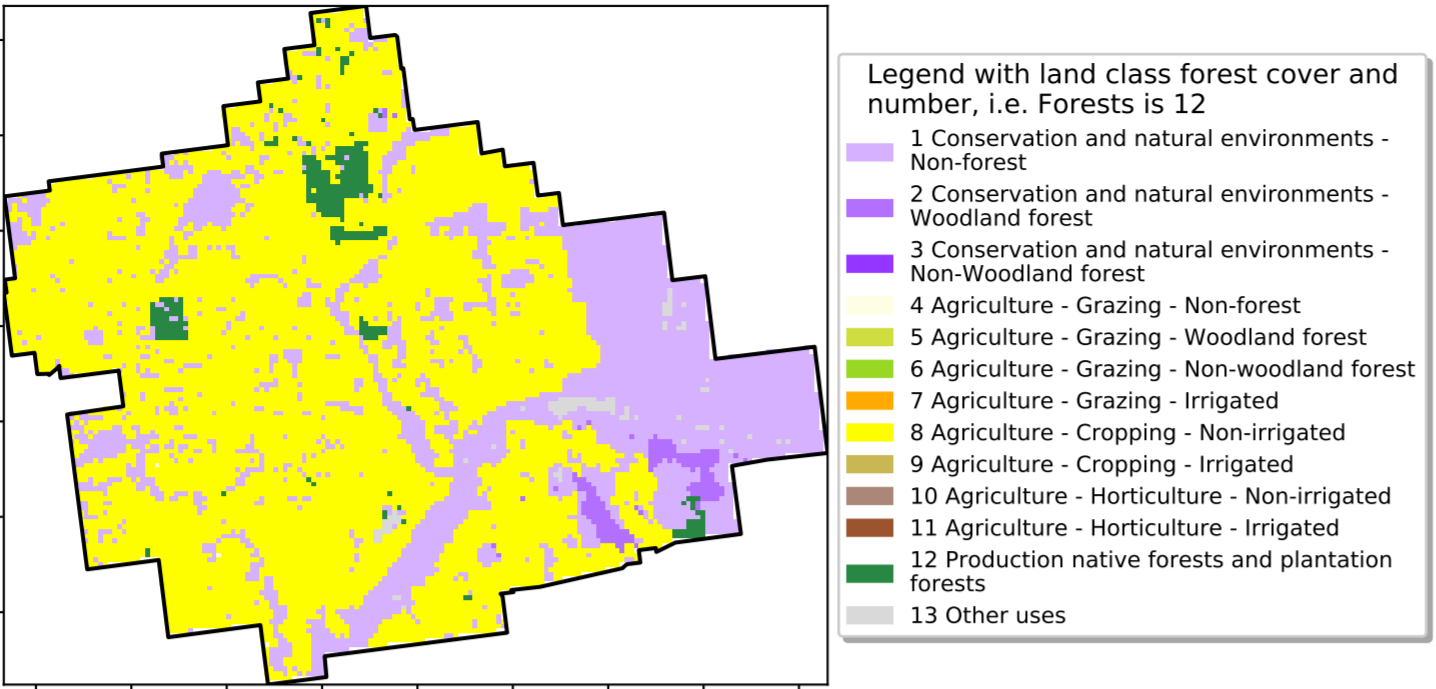 Legend with land class forest cover and
number, i.e. Forests is 12
1 Conservation and natural environments -
Non-forest
2 Conservation and natural environments -
Woodland forest
3 Conservation and natural environments -
Non-Woodland forest
4 Agriculture - Grazing - Non-forest
5 Agriculture - Grazing - Woodland forest
6 Agriculture - Grazing - Non-woodland forest
7 Agriculture - Grazing - Irrigated
8 Agriculture - Cropping - Non-irrigated
9 Agriculture - Cropping - Irrigated
10 Agriculture - Horticulture - Non-irrigated
11 Agriculture - Horticulture - Irrigated
12 Production native forests and plantation
forests
13 Other uses